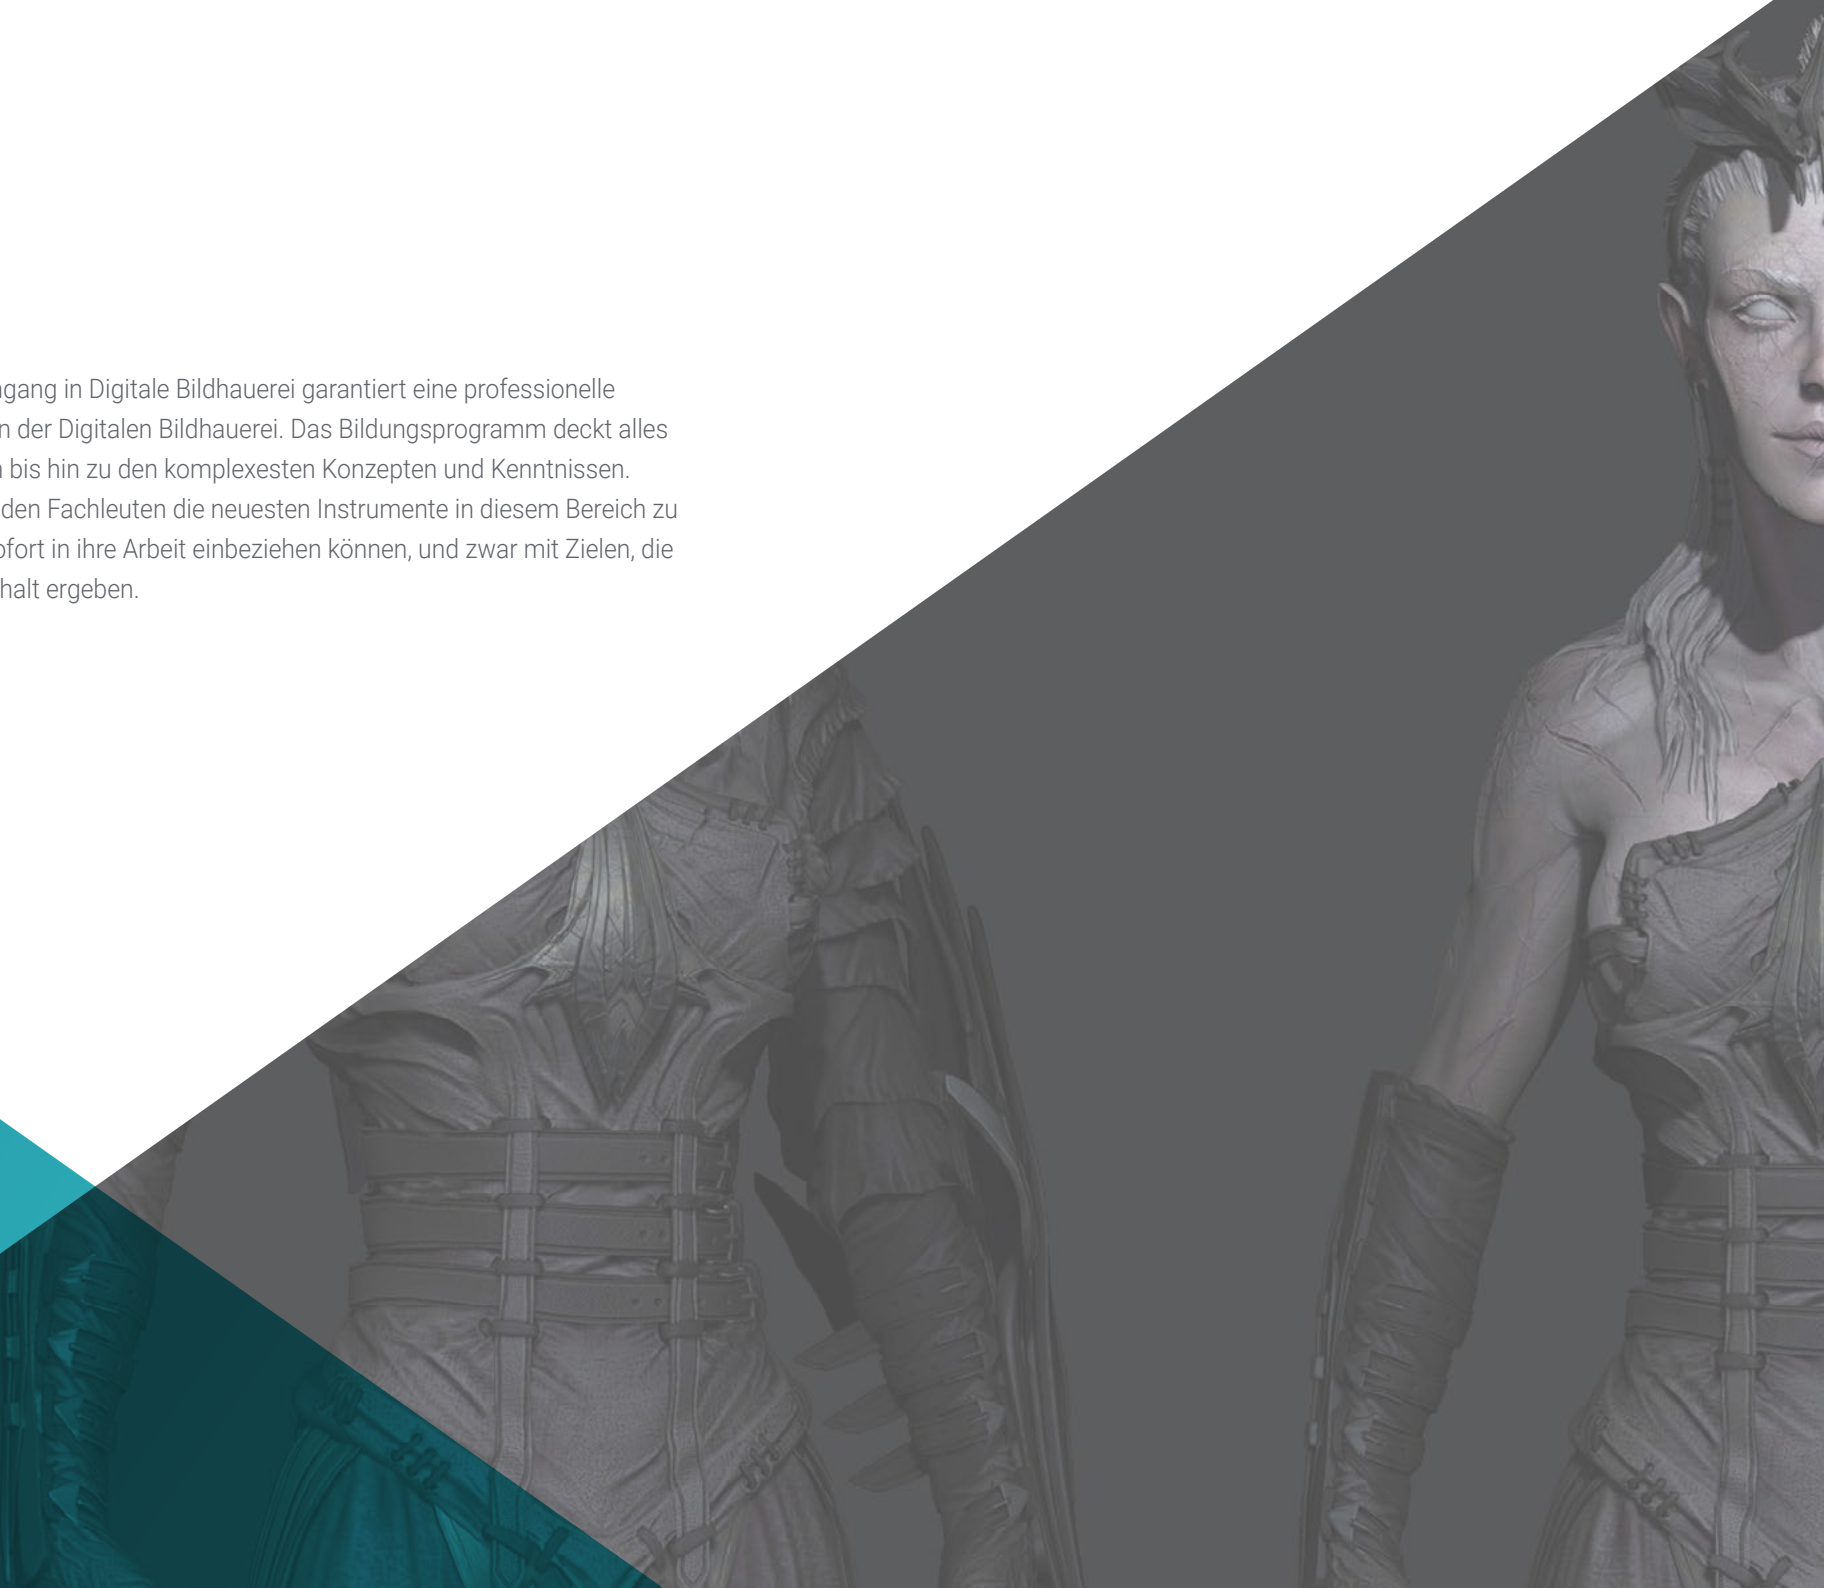 gang in Digitale Bildhauerei garantiert eine professionelle
der Digitalen Bildhauerei. Das Bildungsprogramm deckt alles
bis hin zu den komplexesten Konzepten und Kenntnissen.
den Fachleuten die neuesten Instrumente in diesem Bereich zu
ofort in ihre Arbeit einbeziehen können, und zwar mit Zielen, die
halt ergeben.